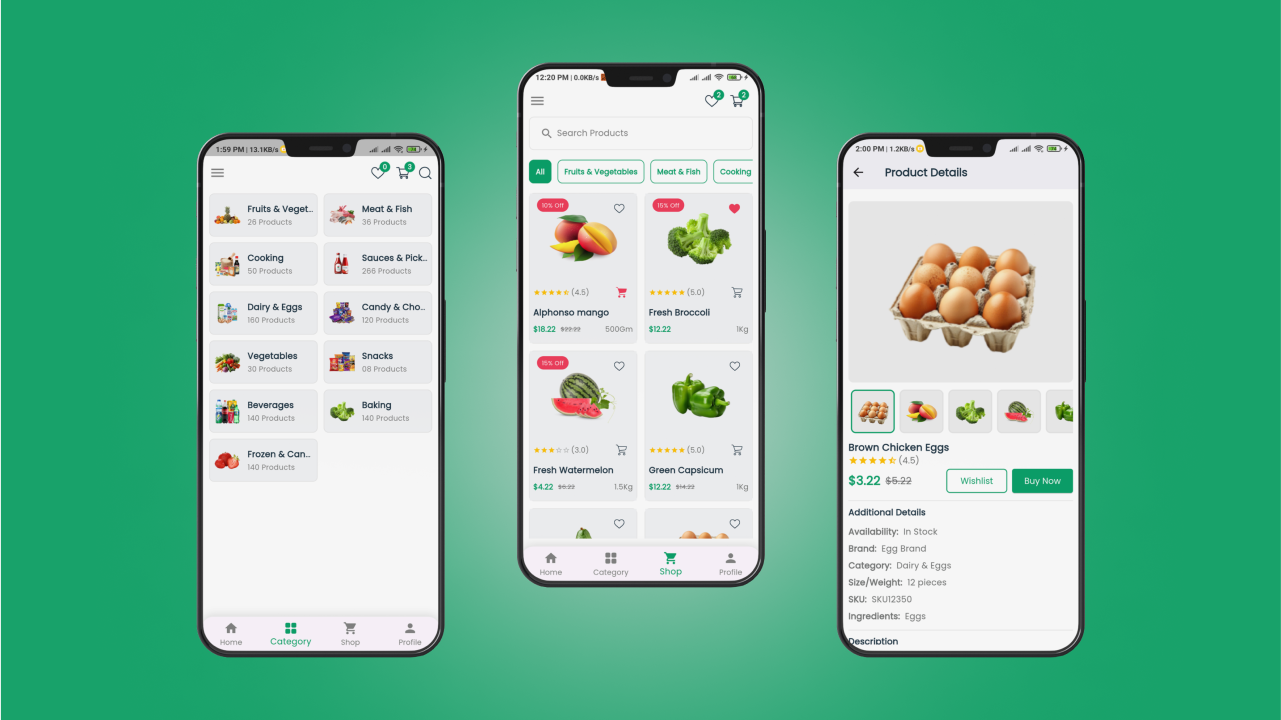 1:59 PM | 13.1KB/s
0
3
Fruits & Veget..
26 Products
Meat & Fish
36 Products
Cooking
50 Products
Sauces & Pick..
266 Products
Dairy & Eggs
160 Products
Candy & Cho..
120 Products
Vegetables
30 Products
Snacks
08 Products
Beverages
140 Products
Baking
140 Products
Frozen & Can..
140 Products
Home
Category
Shop
Profile
12:20 PM | 0.0KB/s
2
2
Search Products
All
Fruits & Vegetables
Meat & Fish
Cooking
10% Off
(4.5)
Alphonso mango
$18.22 $22.22 500Gm
15% Off
(5.0)
Fresh Broccoli
$12.22 1Kg
15% Off
(3.0)
Fresh Watermelon
$4.22 $6.22 1.5Kg
(5.0)
Green Capsicum
$12.22 $14.22 1Kg
Home
Category
Shop
Profile
2:00 PM | 1.2KB/s
Product Details
Brown Chicken Eggs
(4.5)
$3.22 $5.22
Wishlist
Buy Now
Additional Details
Availability: In Stock
Brand: Egg Brand
Category: Dairy & Eggs
Size/Weight: 12 pieces
SKU: SKU12350
Ingredients: Eggs
Description